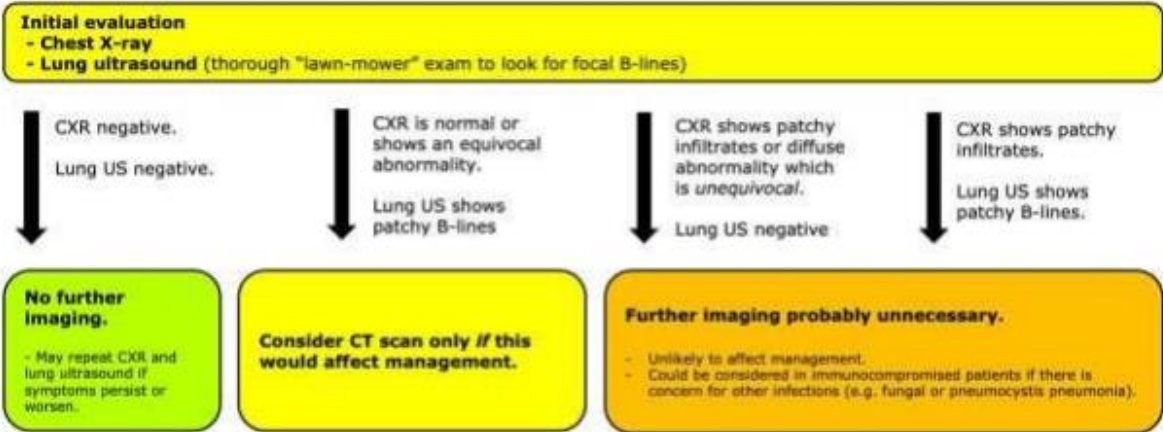 Initial evaluation
- Chest X-ray
- Lung ultrasound (thorough "lawn-mower" exam to look for focal B-lines)
CXR negative.
Lung US negative.
CXR is normal or
shows an equivocal
abnormality.
Lung US shows
patchy B-lines
CXR shows patchy
infiltrates or diffuse
abnormality which
is unequivocal.
Lung US negative
CXR shows patchy
infiltrates.
Lung US shows
patchy B-lines.
No further
imaging.
- May repeat CXR and
lung ultrasound if
symptoms persist or
worsen.
Consider CT scan only if this
would affect management.
Further imaging probably unnecessary.
- Unlikely to affect management.
- Could be considered in immunocompromised patients if there is
concern for other infections (e.g. fungal or pneumocystis pneumonia).